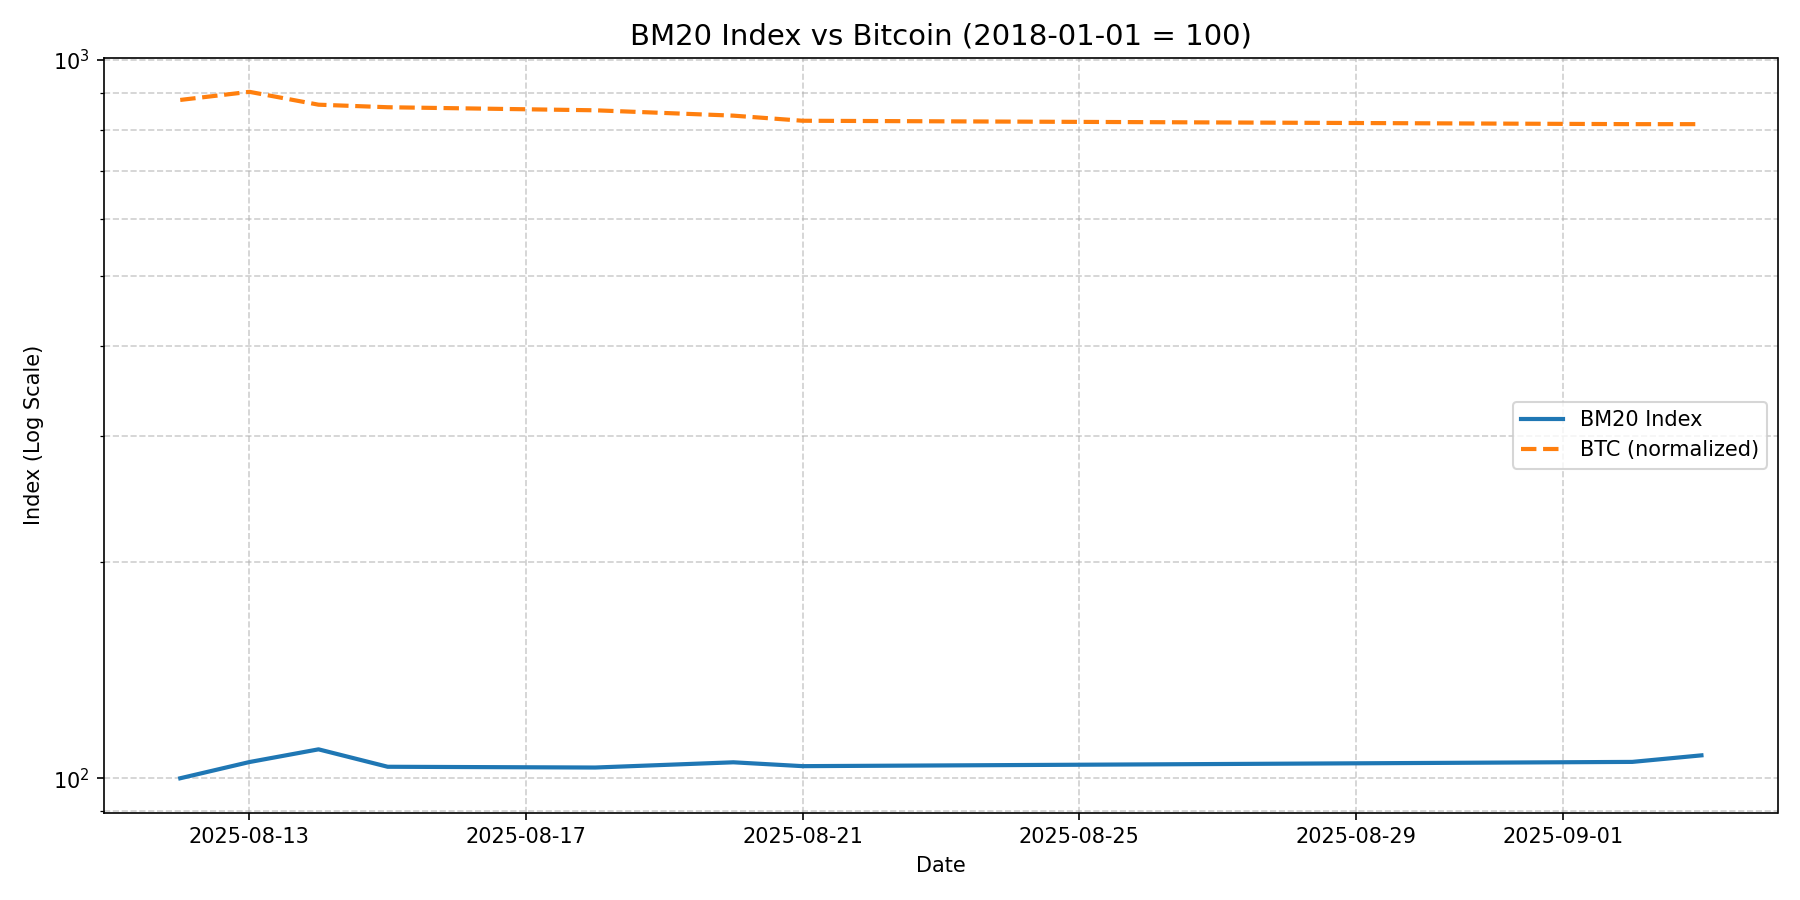 BM20 Index vs Bitcoin (2018-01-01 = 100)
10³
Index (Log Scale)
BM20 Index
BTC (normalized)
10²
2025-08-13 2025-08-17 2025-08-21 2025-08-25 2025-08-29 2025-09-01
Date